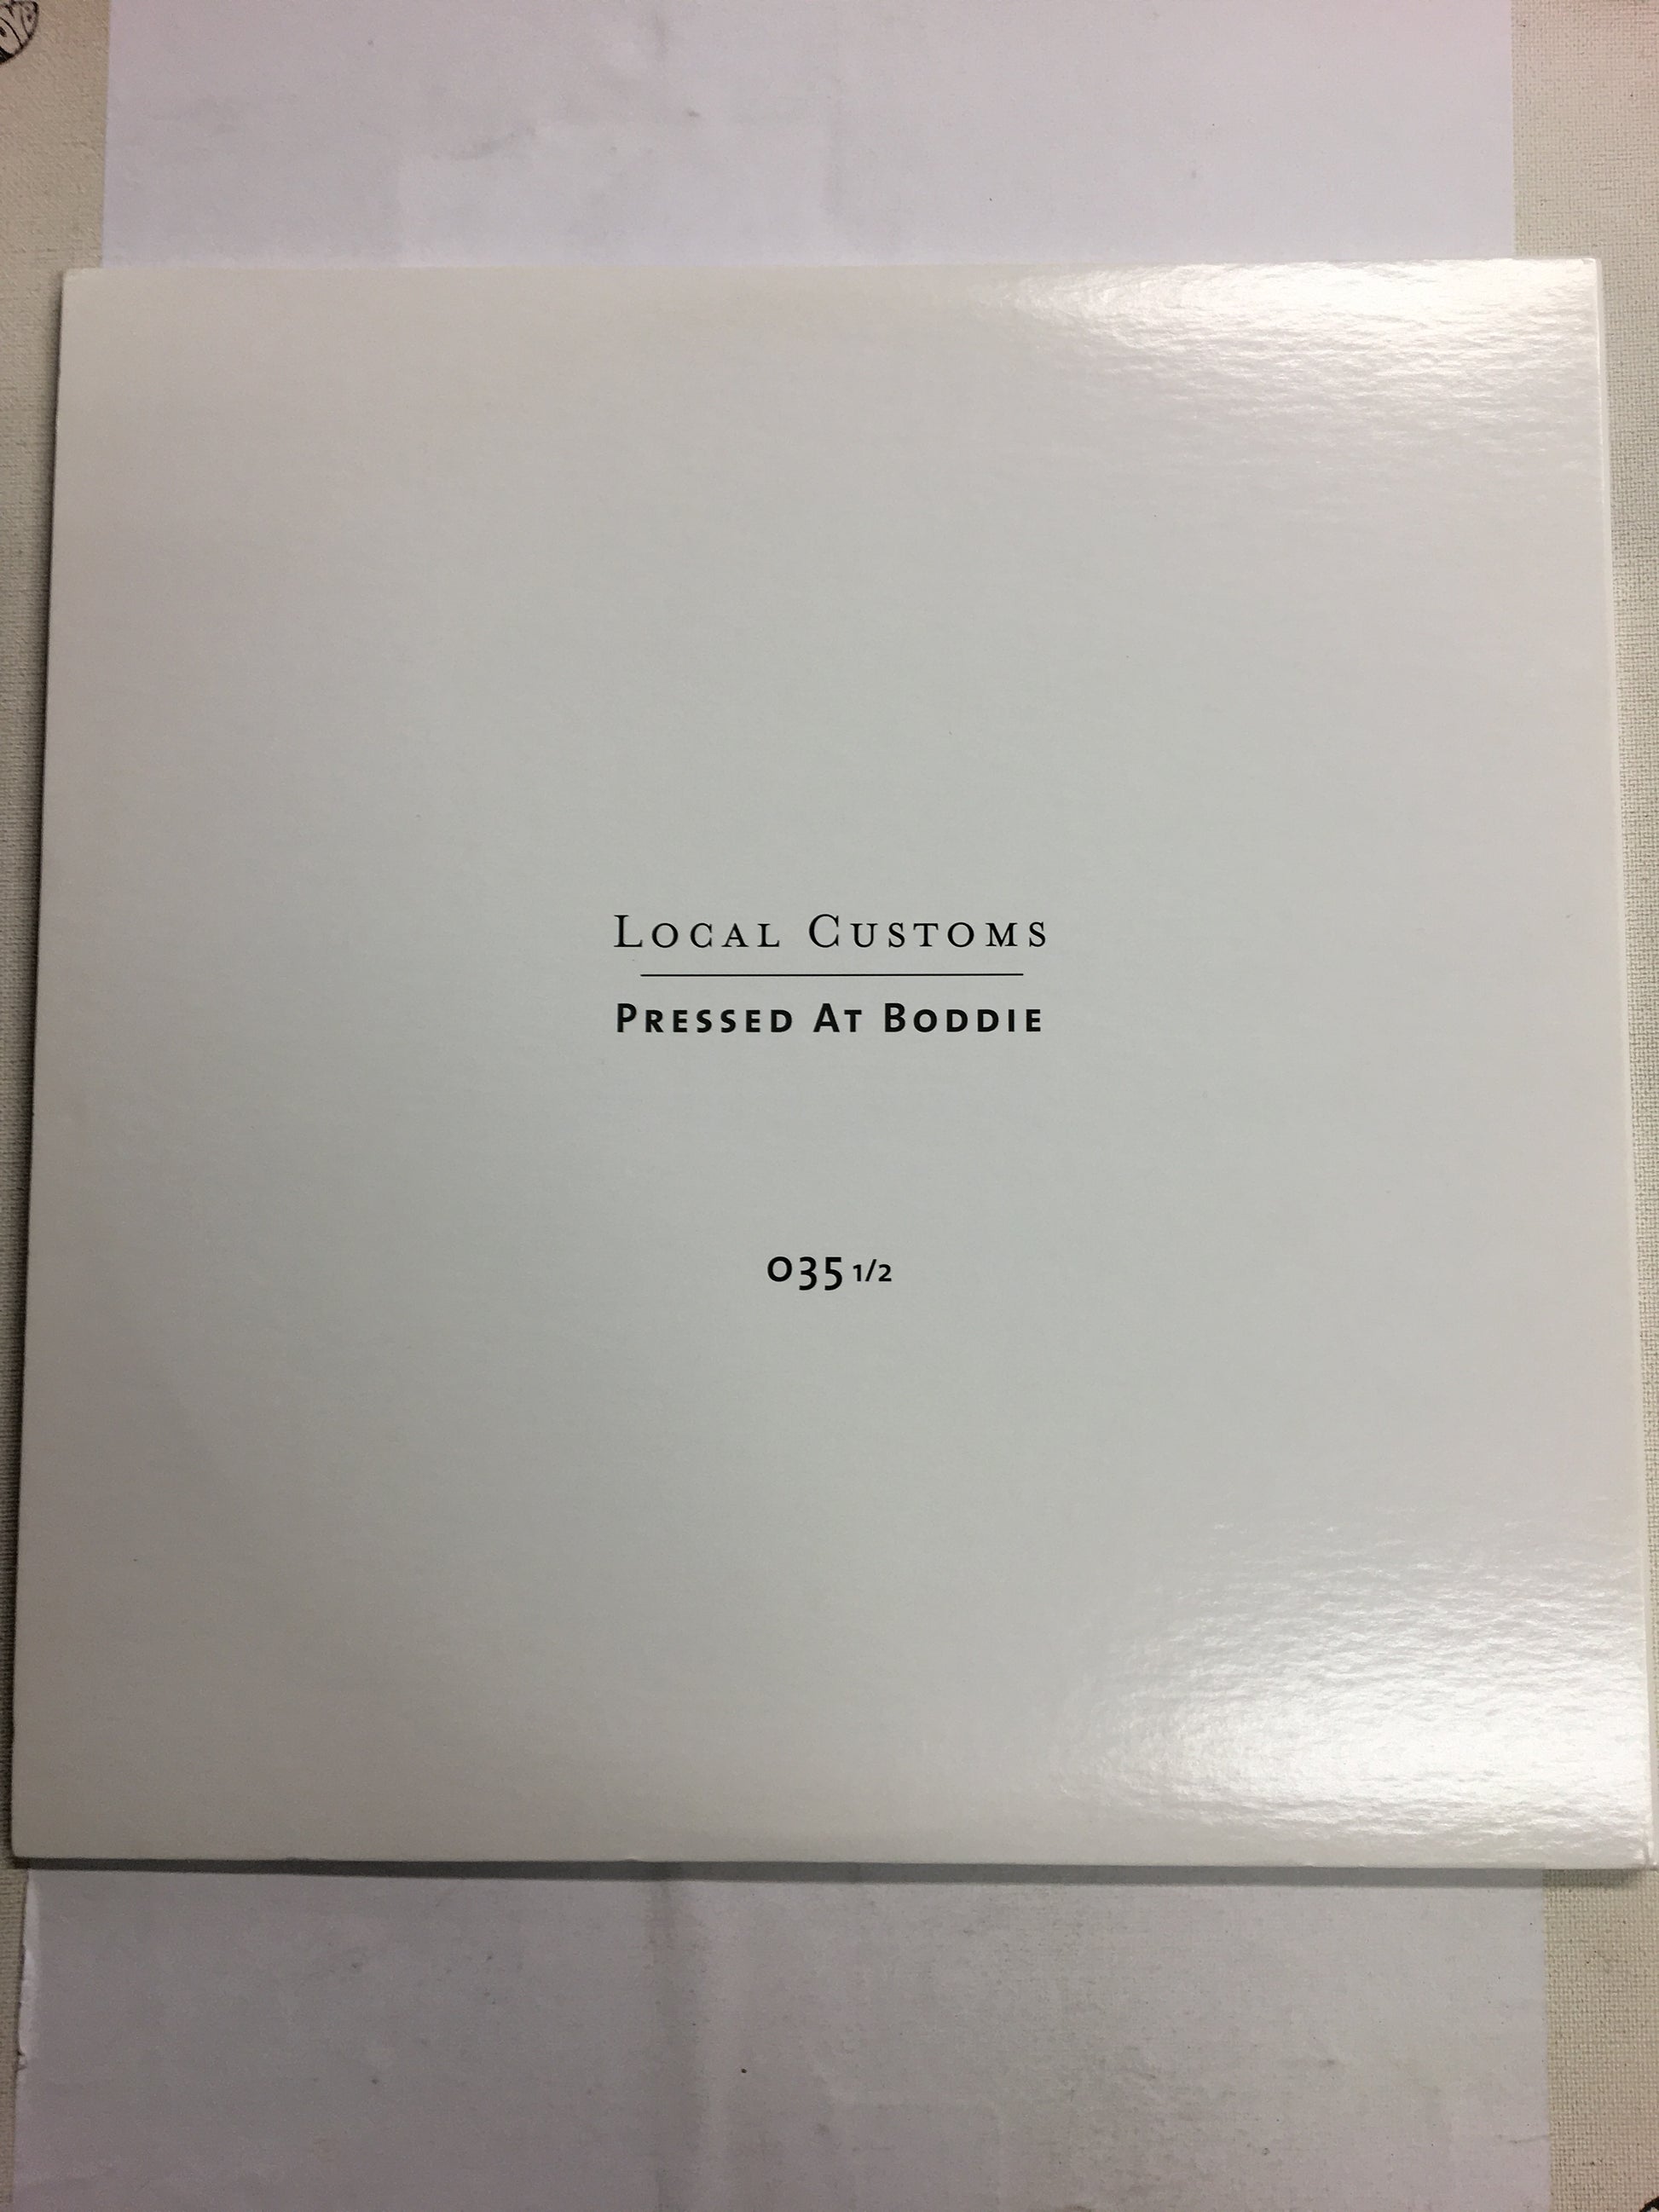 Local Customs
Pressed At Boddie
035 1/2